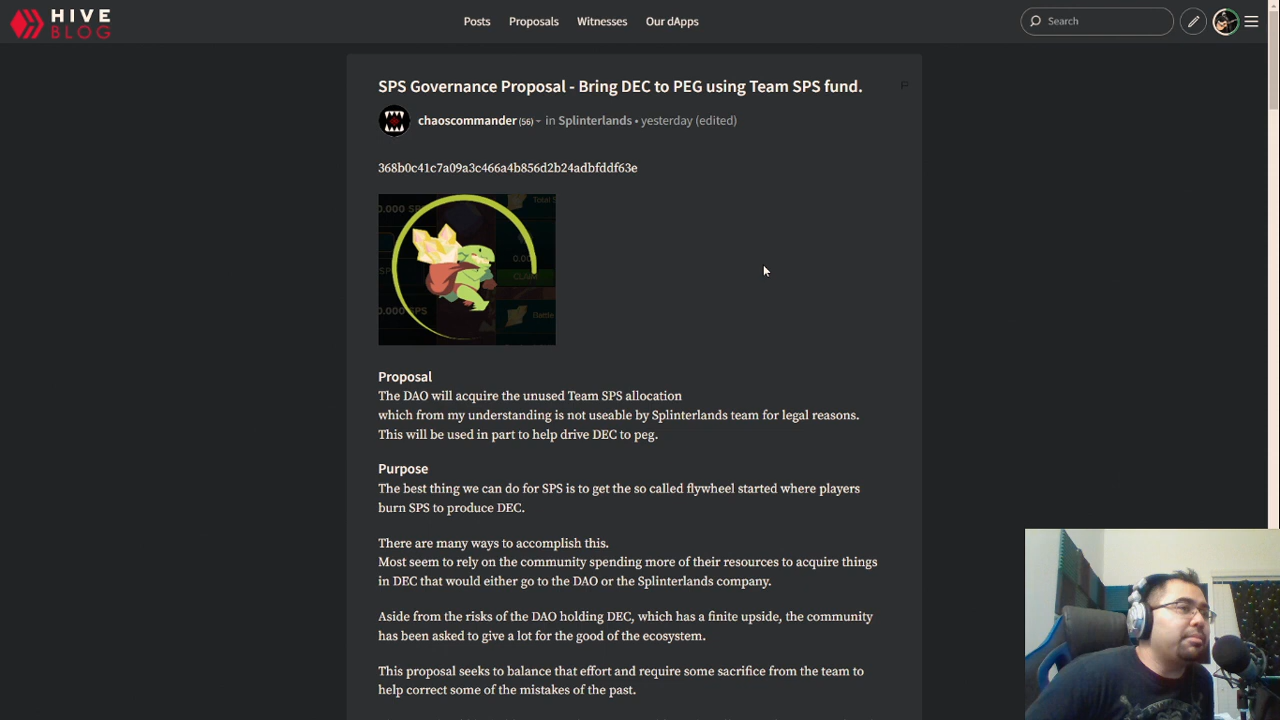 HIVE
BLOG
Posts
Proposals
Witnesses
Our dApps
Search
SPS Governance Proposal - Bring DEC to PEG using Team SPS fund.
chaoscommander (56) in Splinterlands • yesterday (edited)
368b0c41c7a09a3c466a4b856d2b24adbfddf63e
Proposal
The DAO will acquire the unused Team SPS allocation
which from my understanding is not useable by Splinterlands team for legal reasons.
This will be used in part to help drive DEC to peg.
Purpose
The best thing we can do for SPS is to get the so called flywheel started where players
burn SPS to produce DEC.
There are many ways to accomplish this.
Most seem to rely on the community spending more of their resources to acquire things
in DEC that would either go to the DAO or the Splinterlands company.
Aside from the risks of the DAO holding DEC, which has a finite upside, the community
has been asked to give a lot for the good of the ecosystem.
This proposal seeks to balance that effort and require some sacrifice from the team to
help correct some of the mistakes of the past.